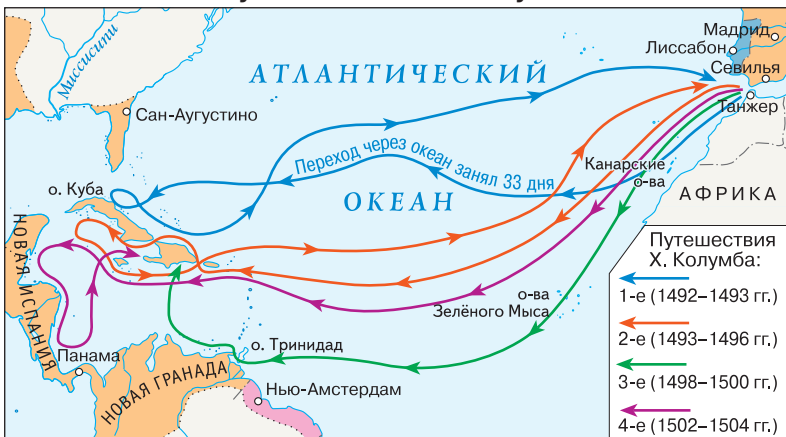 Мадрид
Лиссабон
Севилья
Танжер
Миссисипи
Сан-Аугустино
АТЛАНТИЧЕСКИЙ
ОКЕАН
Переход через океан занял 33 дня
Канарские
о-ва
АФРИКА
о. Куба
НОВАЯ ИСПАНИЯ
о-ва
Зелёного Мыса
о. Тринидад
Панама
НОВАЯ ГРАНАДА
Нью-Амстердам
Путешествия
Х. Колумба:
1-е (1492–1493 гг.)
2-е (1493–1496 гг.)
3-е (1498–1500 гг.)
4-е (1502–1504 гг.)